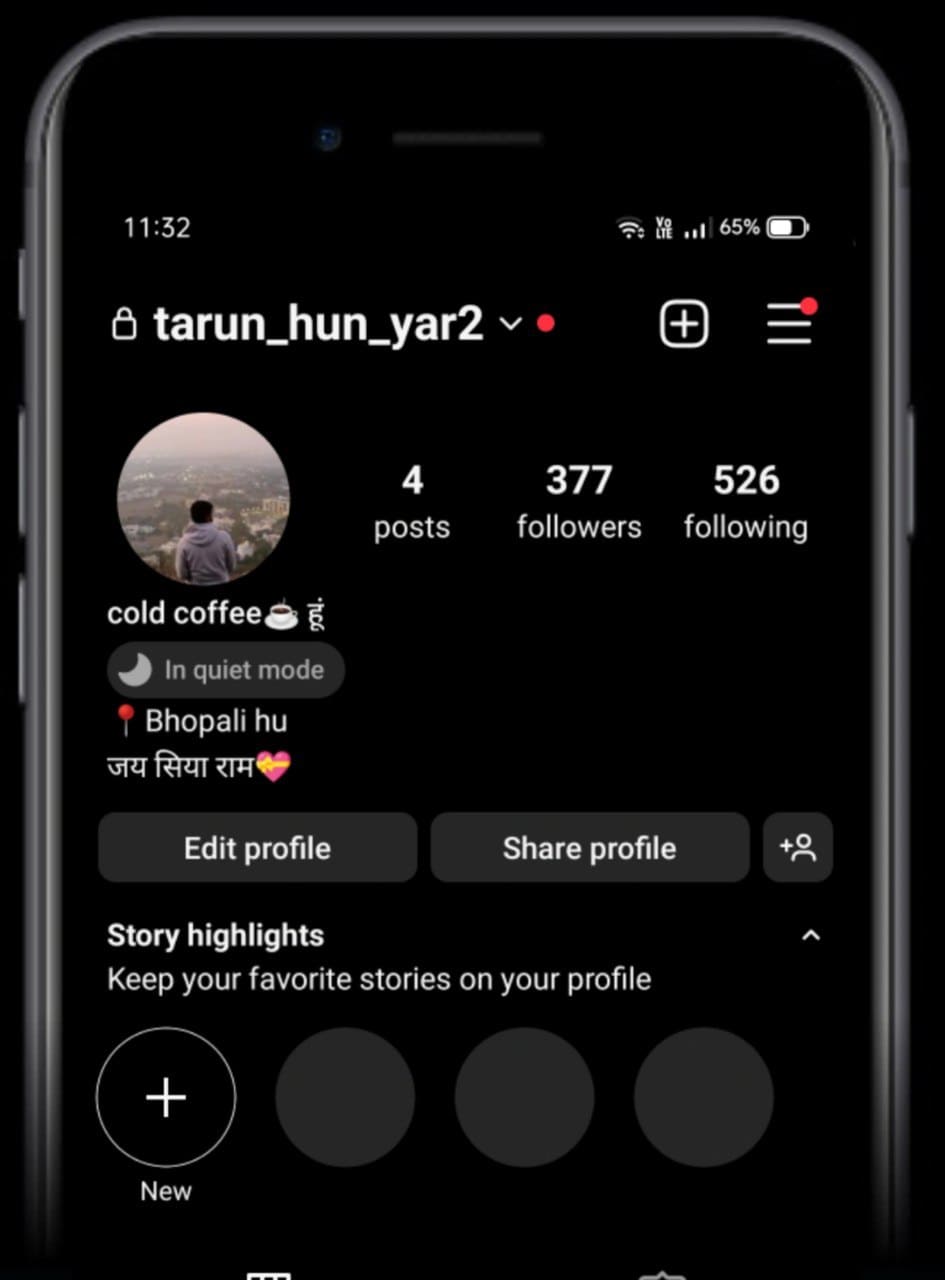 11:32 Vo LTE 65%
tarun_hun_yar2
4 377 526
posts followers following
cold coffee☕ हूं
In quiet mode
📍Bhopali hu
जय सिया राम💝
Edit profile Share profile
Story highlights
Keep your favorite stories on your profile
New